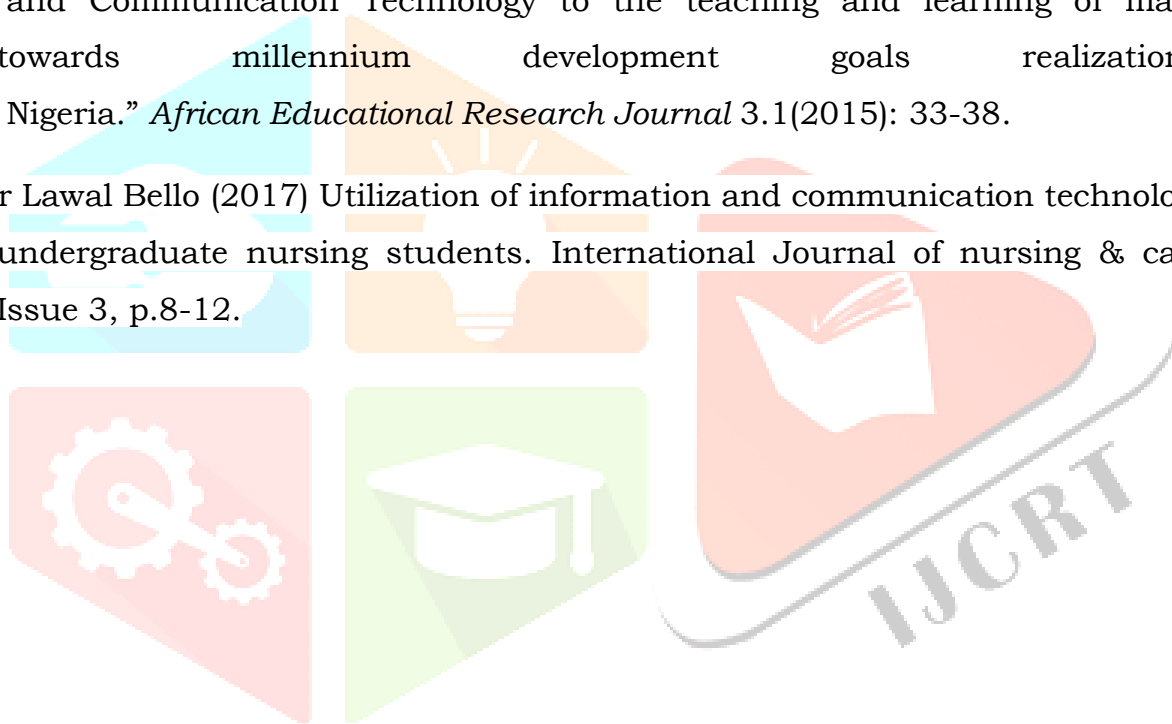 and Communication Technology to the teaching and learning of ma
towards millennium development goals realization
Nigeria.” African Educational Research Journal 3.1(2015): 33-38.
r Lawal Bello (2017) Utilization of information and communication technolo
undergraduate nursing students. International Journal of nursing & ca
Issue 3, p.8-12.
IJCRT